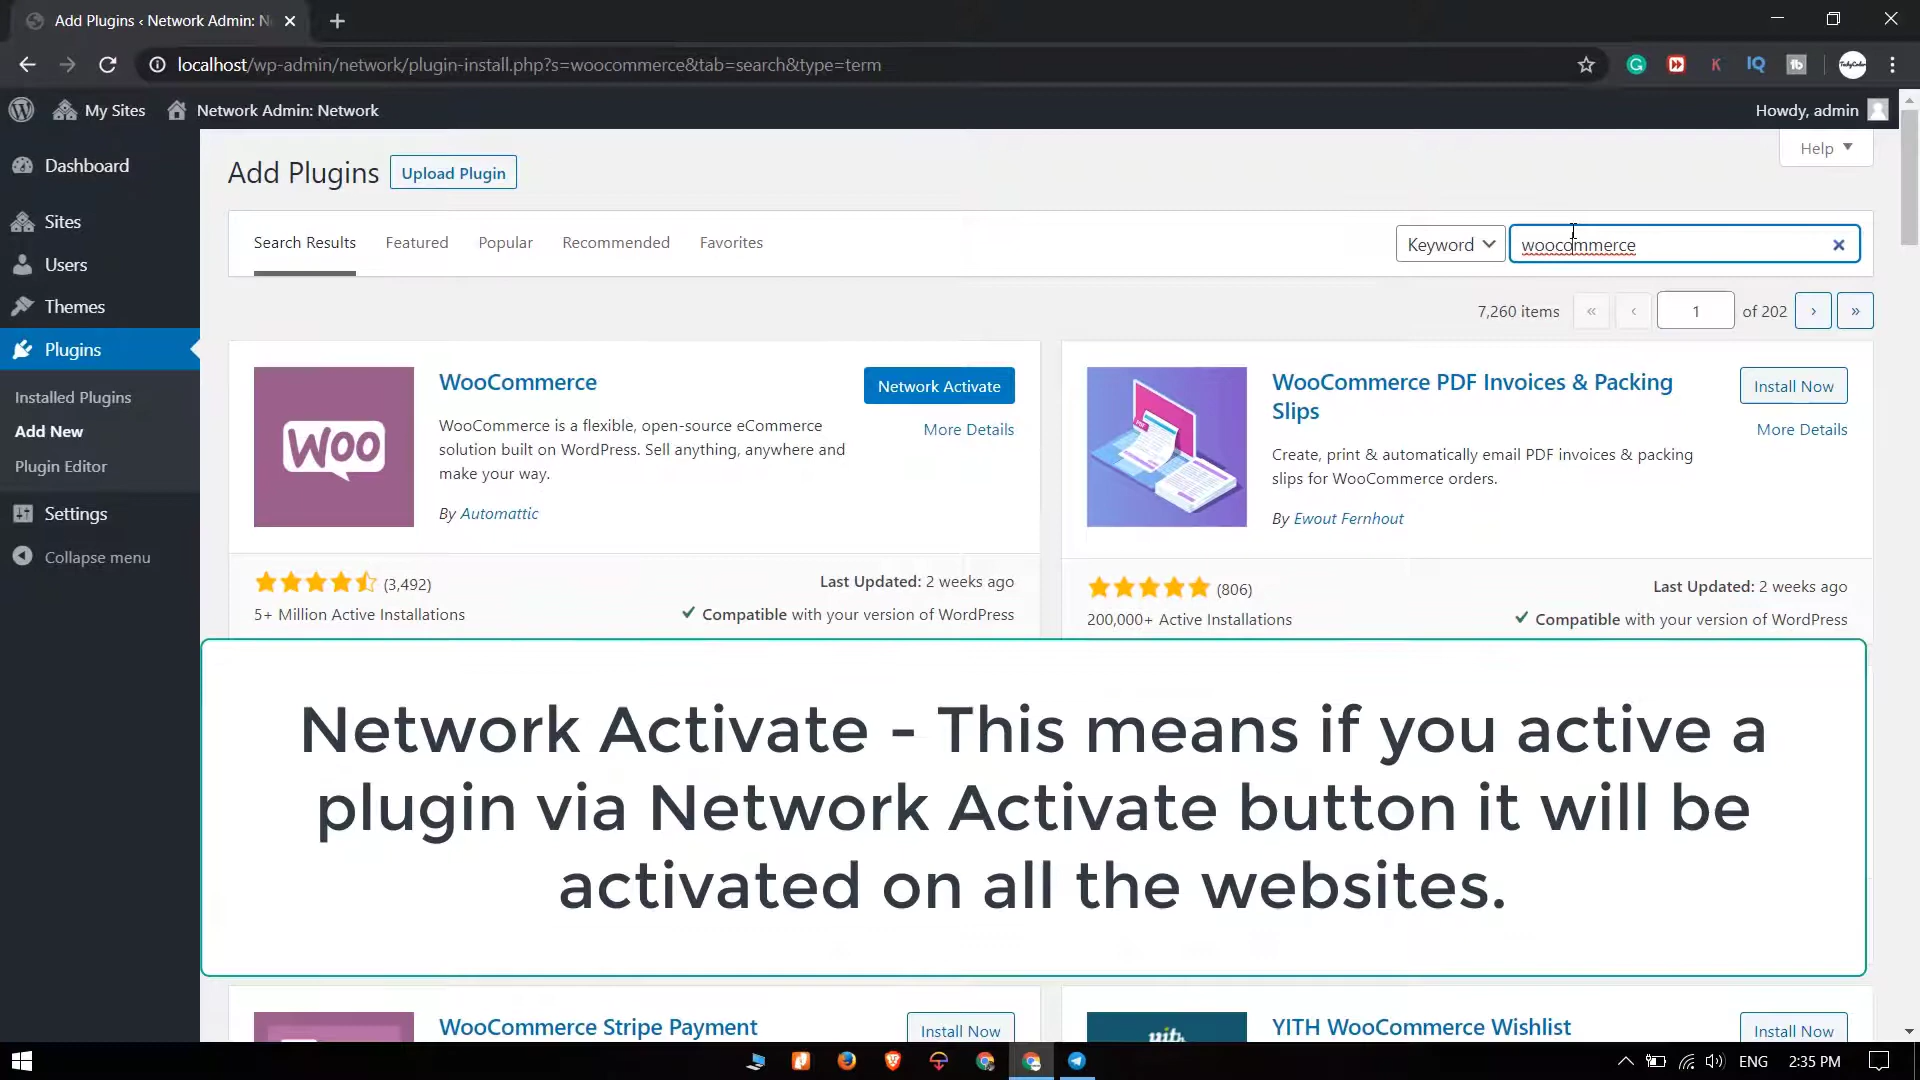 Add Plugins ‹ Network Admin: N
localhost/wp-admin/network/plugin-install.php?s=woocommerce&tab=search&type=term
My Sites
Network Admin: Network
Howdy, admin
Dashboard
Sites
Users
Themes
Plugins
Installed Plugins
Add New
Plugin Editor
Settings
Collapse menu
Help
Add Plugins
Upload Plugin
Search Results
Featured
Popular
Recommended
Favorites
Keyword
woocommerce
7,260 items
«
‹
1
of 202
›
»
WOO
WooCommerce
Network Activate
More Details
WooCommerce is a flexible, open-source eCommerce
solution built on WordPress. Sell anything, anywhere and
make your way.
By Automattic
(3,492)
Last Updated: 2 weeks ago
5+ Million Active Installations
Compatible with your version of WordPress
WooCommerce PDF Invoices & Packing
Slips
Install Now
More Details
Create, print & automatically email PDF invoices & packing
slips for WooCommerce orders.
By Ewout Fernhout
(806)
Last Updated: 2 weeks ago
200,000+ Active Installations
Compatible with your version of WordPress
Network Activate - This means if you active a
plugin via Network Activate button it will be
activated on all the websites.
WooCommerce Stripe Payment
Install Now
YITH WooCommerce Wishlist
Install Now
ENG
2:35 PM